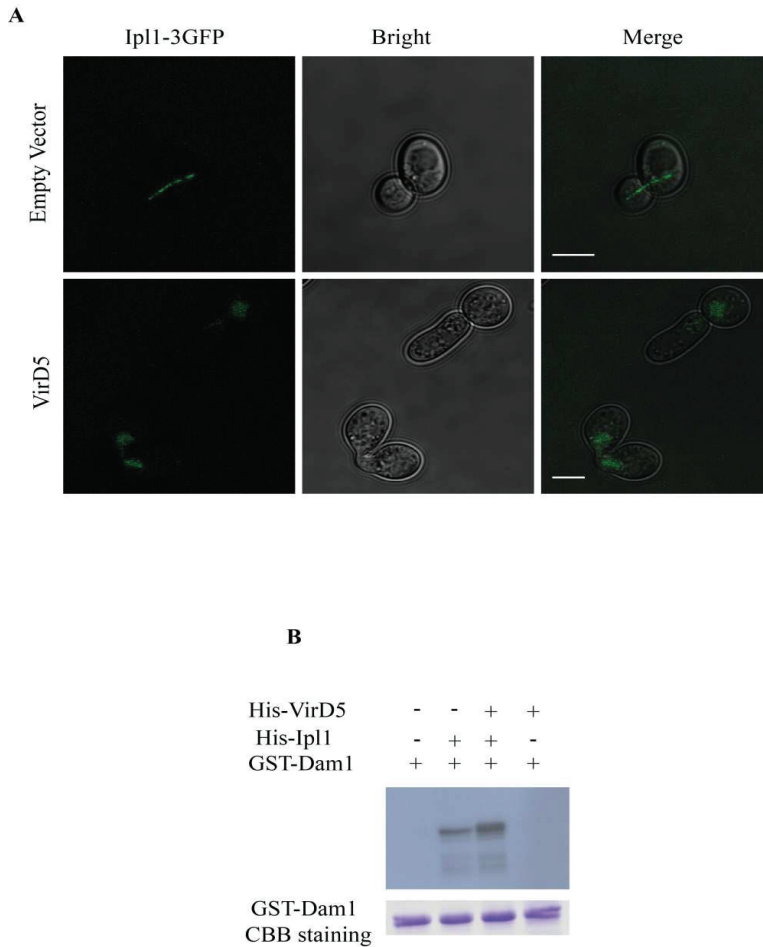 A
Ipl1-3GFP Bright Merge
Empty Vector
VirD5
B
His-VirD5 - - + +
His-Ipl1 - + + -
GST-Dam1 + + + +
GST-Dam1
CBB staining